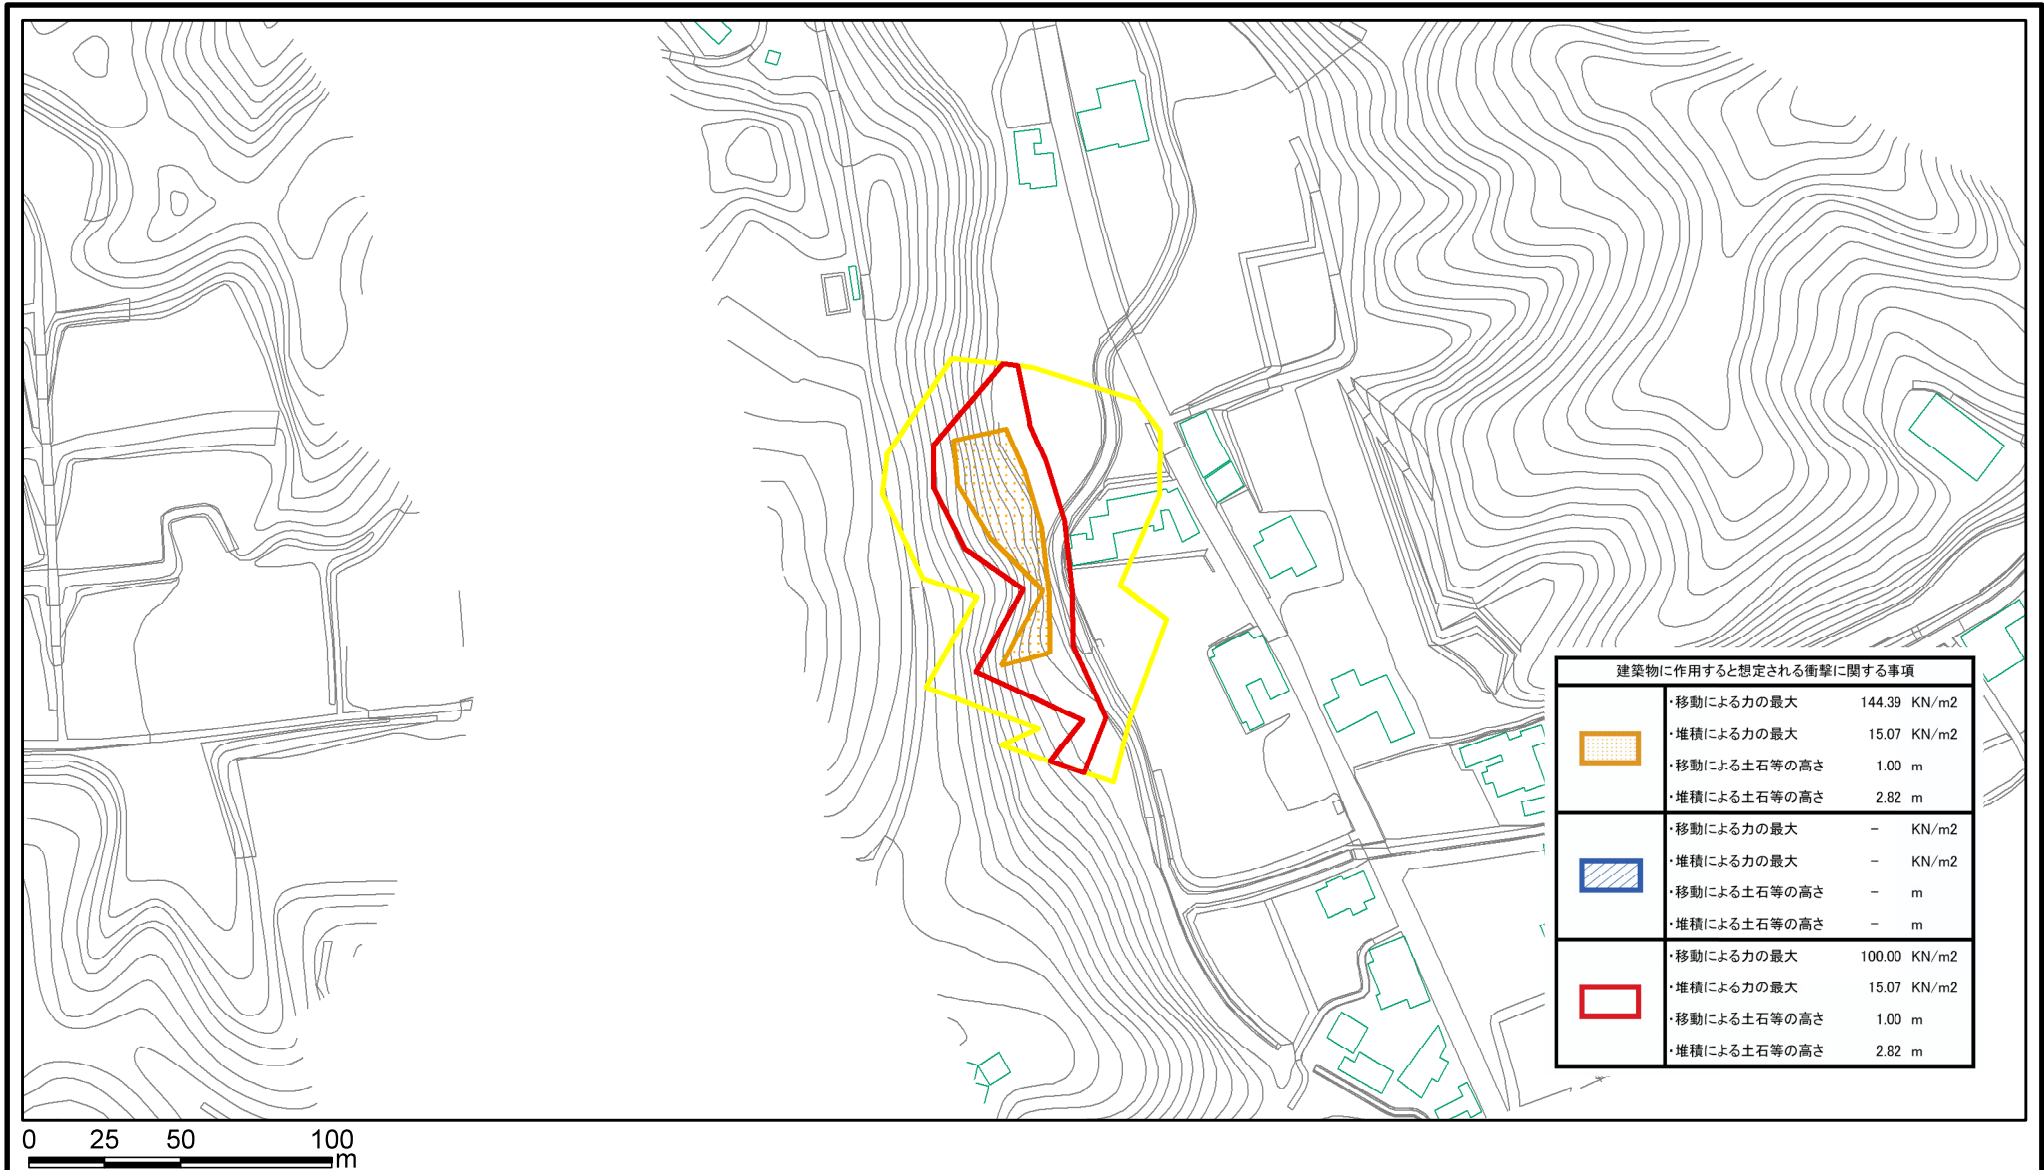 建築物に作用すると想定される衝撃に関する事項
・移動による力の最大 144.39 KN/m2
・堆積による力の最大 15.07 KN/m2
・移動による土石等の高さ 1.00 m
・堆積による土石等の高さ 2.82 m
・移動による力の最大 − KN/m2
・堆積による力の最大 − KN/m2
・移動による土石等の高さ − m
・堆積による土石等の高さ − m
・移動による力の最大 100.00 KN/m2
・堆積による力の最大 15.07 KN/m2
・移動による土石等の高さ 1.00 m
・堆積による土石等の高さ 2.82 m
0 25 50 100
m